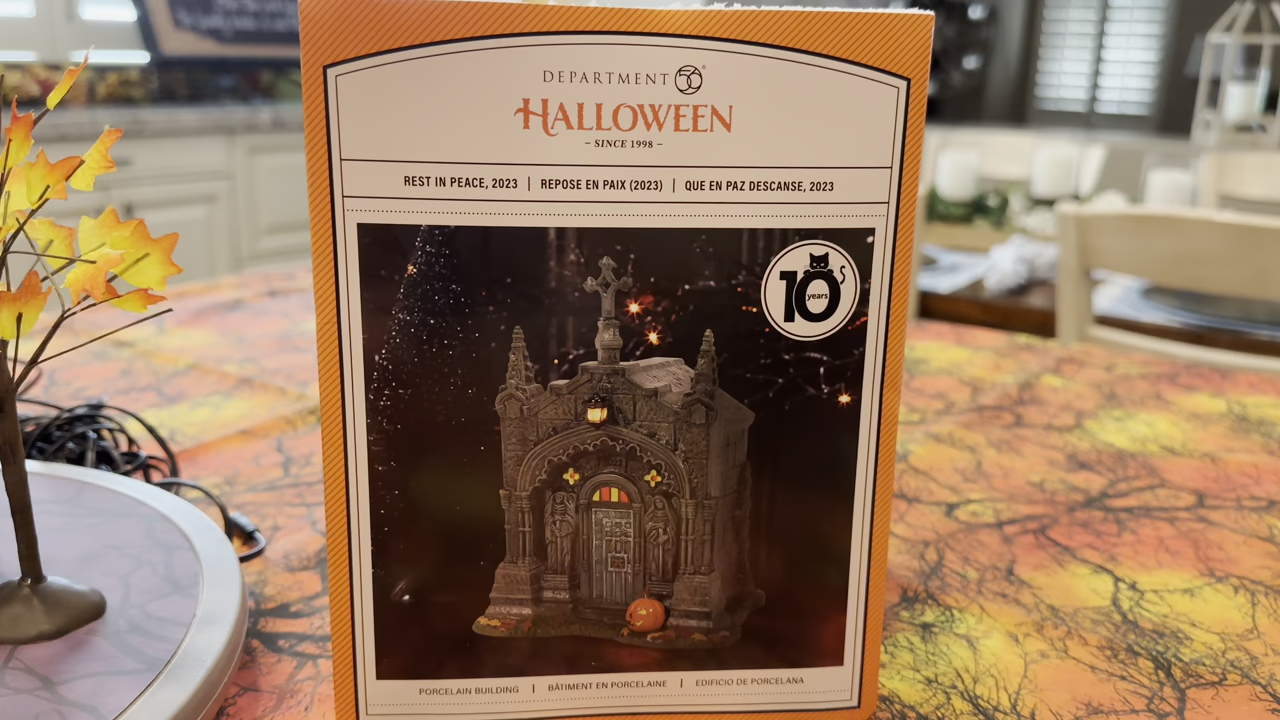 DEPARTMENT 56®
HALLOWEEN
– SINCE 1998 –
REST IN PEACE, 2023 | REPOSE EN PAIX (2023) | QUE EN PAZ DESCANSE, 2023
10 years
PORCELAIN BUILDING | BÂTIMENT EN PORCELAINE | EDIFICIO DE PORCELANA